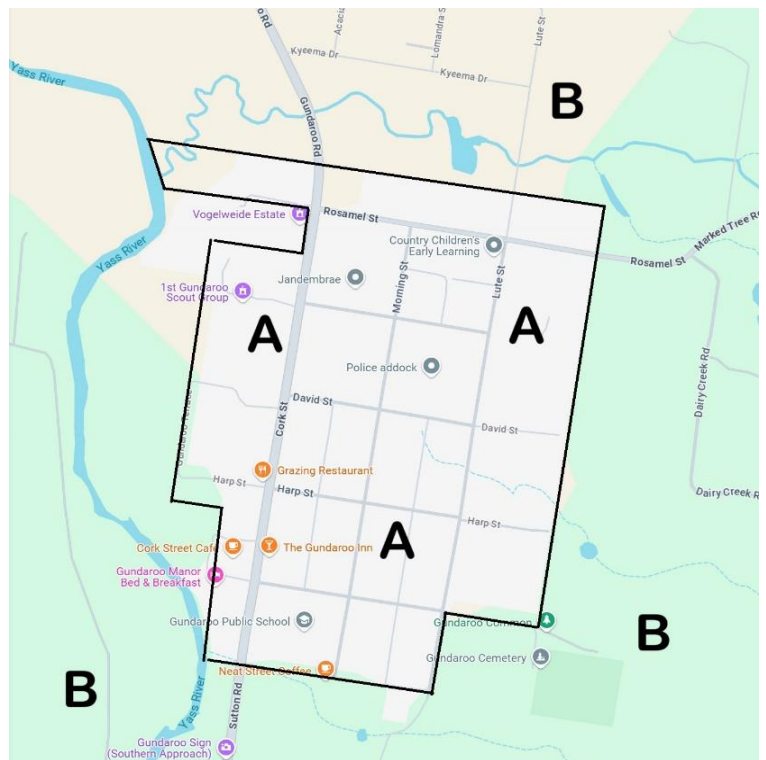 o Rd
Acacia
Lomandra S
Lute St
Kyeema Dr
Kyeema Dr
Yass River
B
Gundaroo Rd
Vogelweide Estate
Rosamel St
Country Children's
Early Learning
Marked Tree Rd
Rosamel St
Yass River
Jandembrae
Morning St
Lute St
1st Gundaroo
Scout Group
A
A
Police addock
Dairy Creek Rd
David St
Cork St
David St
Grazing Restaurant
Harp St
Harp St
Dairy Creek R
Harp St
Cork Street Cafe
The Gundaroo Inn
A
Gundaroo Manor
Bed & Breakfast
Gundaroo Public School
Gundaroo Common
B
Gundaroo Cemetery
Neat Street Coffee
B
Yass River
Sutton Rd
Gundaroo Sign
(Southern Approach)